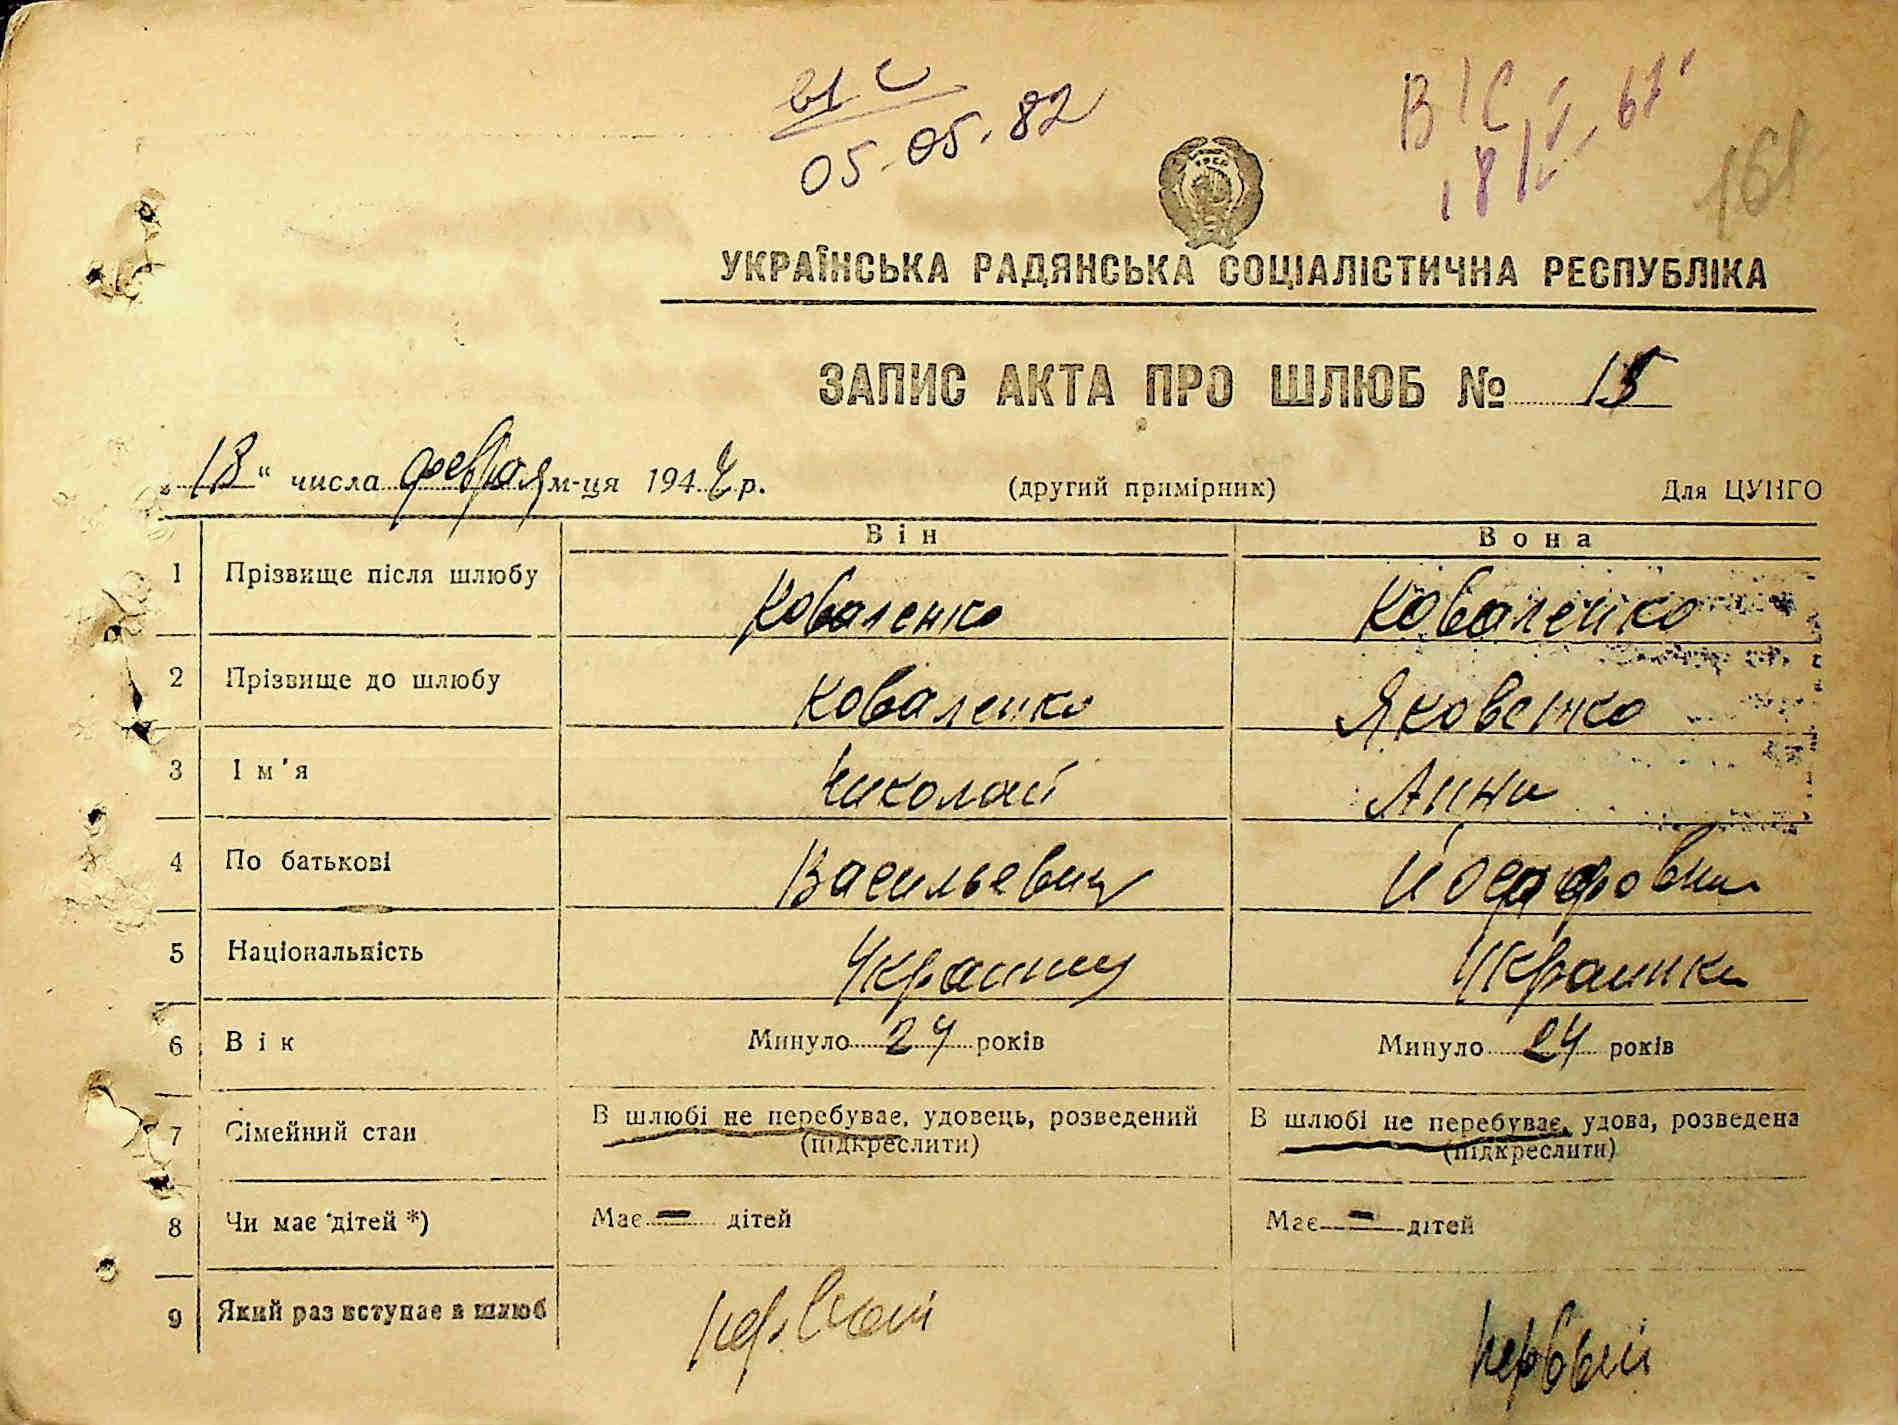 в/с
05.05.82
В/С
168
УКРАЇНСЬКА РАДЯНСЬКА СОЦІАЛІСТИЧНА РЕСПУБЛІКА
ЗАПИС АКТА ПРО ШЛЮБ № 15
„18“ числа февраля м-ця 194 р. (другий примірник) Для ЦУНГО
Він Вона
1 Прізвище після шлюбу Коваленко Коваленко
2 Прізвище до шлюбу Коваленко Яковенко
3 Ім'я Николай Анна
4 По батькові Васильевич Йосафовна
5 Національність Украинец Украинка
6 Вік Минуло 24 років Минуло 24 років
7 Сімейний стан В шлюбі не перебуває, удовець, розведений В шлюбі не перебуває, удова, розведена
(підкреслити) (підкреслити)
8 Чи має дітей *) Має – дітей Має – дітей
9 Який раз вступає в шлюб первый первый